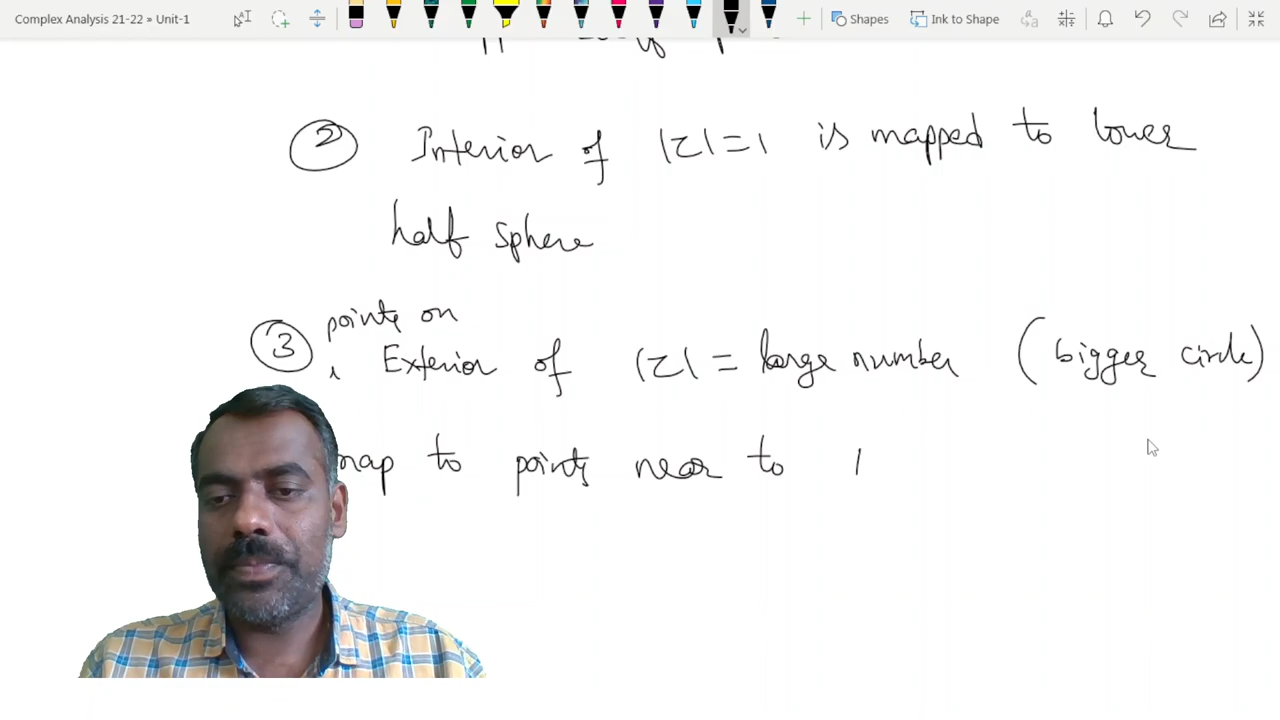 Complex Analysis 21-22 » Unit-1
Shapes
Ink to Shape
② Interior of |z|=1 is mapped to lower
half sphere
points on
③ Exterior of |z| = large number (bigger circle)
map to points near to